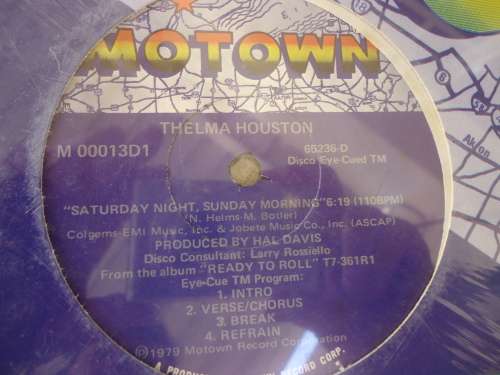 MOTOWN
THELMA HOUSTON
M 00013D1
65236-D
Disco Eye-Cued TM
"SATURDAY NIGHT, SUNDAY MORNING" 6:19 (110BPM)
(N. Helms-M. Botler)
Colgems-EMI Music, Inc. & Jobete Music Co., Inc. (ASCAP)
PRODUCED BY HAL DAVIS
Disco Consultant: Larry Rossiello
From the album "READY TO ROLL" T7-361R1
Eye-Cue TM Program:
1. INTRO
2. VERSE/CHORUS
3. BREAK
4. REFRAIN
©1979 Motown Record Corporation
CORP.